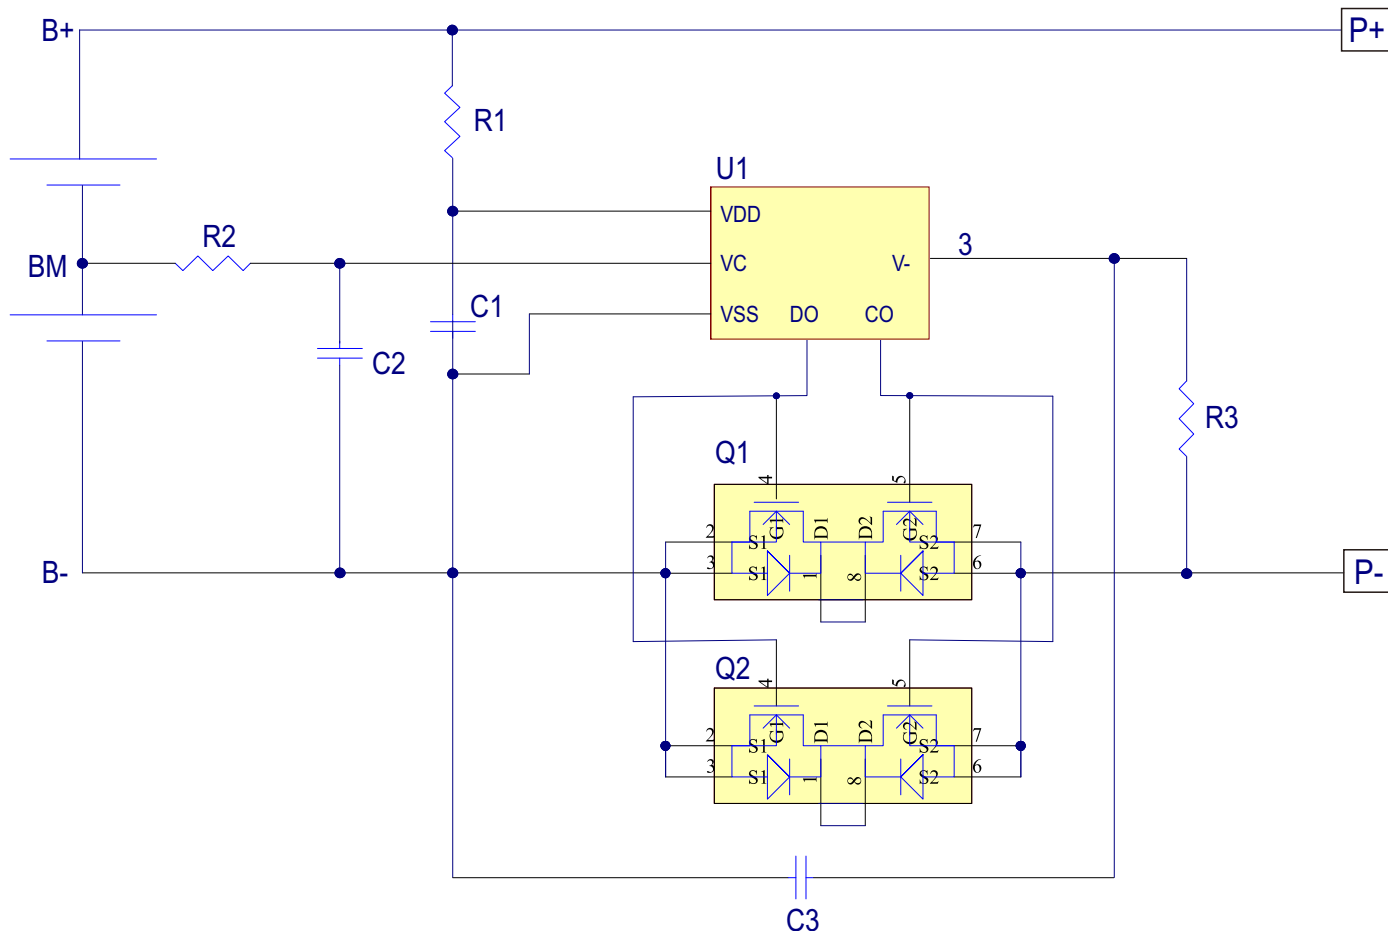 B+
P+
R1
U1
VDD
R2
BM
VC
V-
3
C1
VSS
DO
CO
C2
R3
Q1
4
5
G1
D1
D2
G2
2
S1
S2
7
3
S1
1
8
S2
6
B-
P-
Q2
4
5
G1
D1
D2
G2
2
S1
S2
7
3
S1
1
8
S2
6
C3